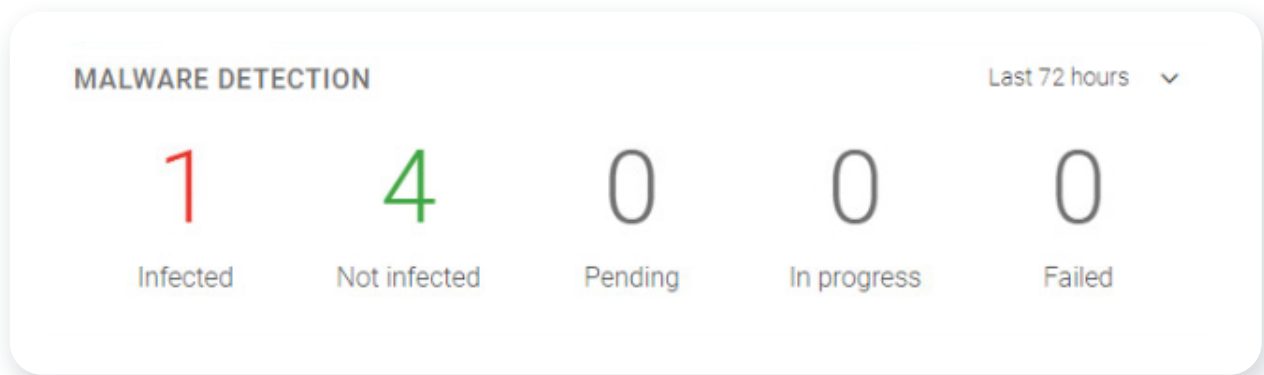 MALWARE DETECTION Last 72 hours
1 4 0 0 0
Infected Not infected Pending In progress Failed